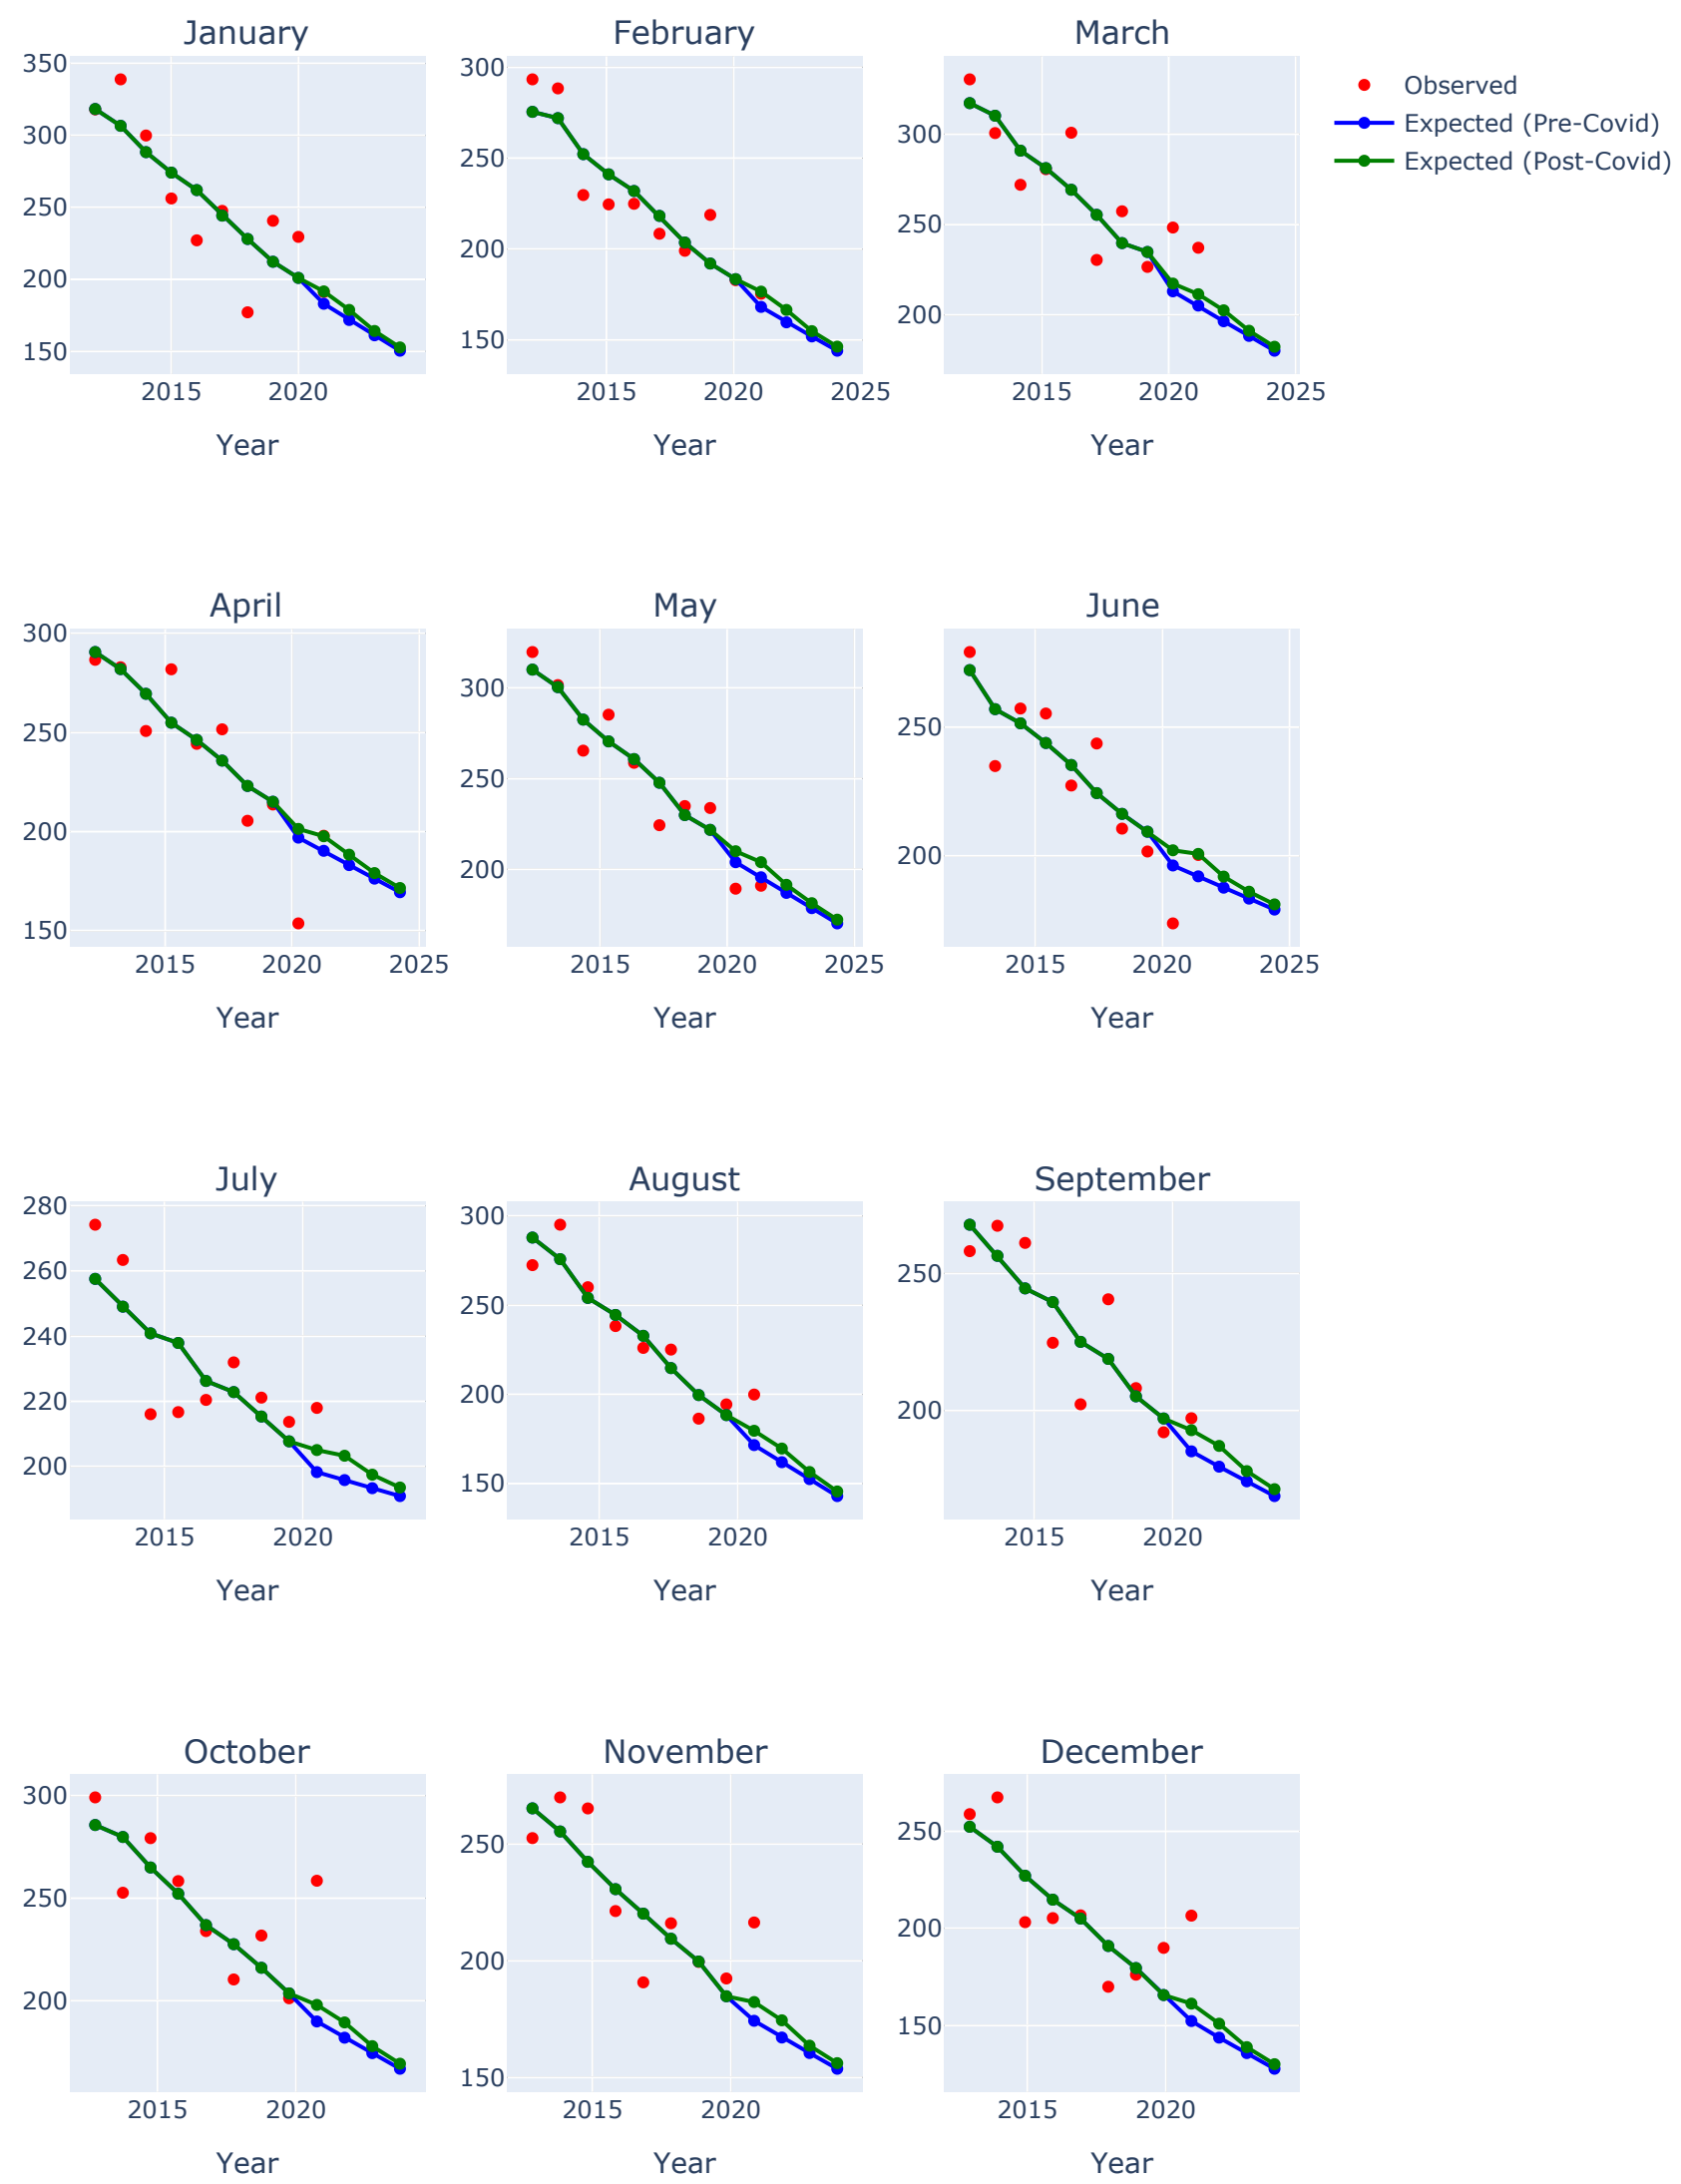 January
February
March
350
300
250
200
150
2015
2020
Year
300
250
200
150
2015
2020
2025
Year
300
250
200
2015
2020
2025
Year
Observed
Expected (Pre-Covid)
Expected (Post-Covid)
April
May
June
300
250
200
150
2015
2020
2025
Year
300
250
200
2015
2020
2025
Year
250
200
2015
2020
2025
Year
July
August
September
280
260
240
220
200
2015
2020
Year
300
250
200
150
2015
2020
Year
250
200
2015
2020
Year
October
November
December
300
250
200
2015
2020
Year
250
200
150
2015
2020
Year
250
200
150
2015
2020
Year